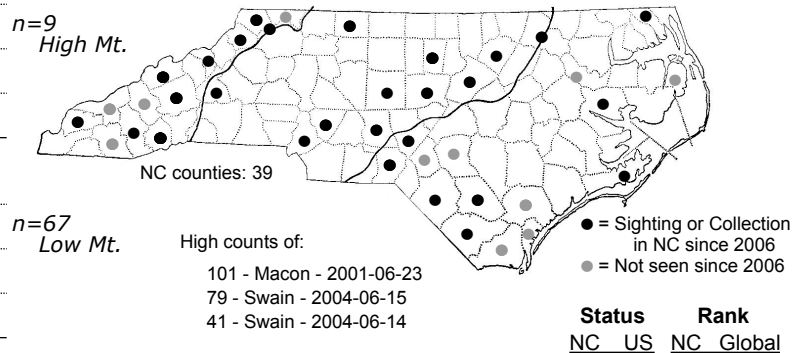 n=9
High Mt.
NC counties: 39
n=67
Low Mt.
High counts of:
101 - Macon - 2001-06-23
79 - Swain - 2004-06-15
41 - Swain - 2004-06-14
= Sighting or Collection
in NC since 2006
= Not seen since 2006
Status Rank
NC US NC Global